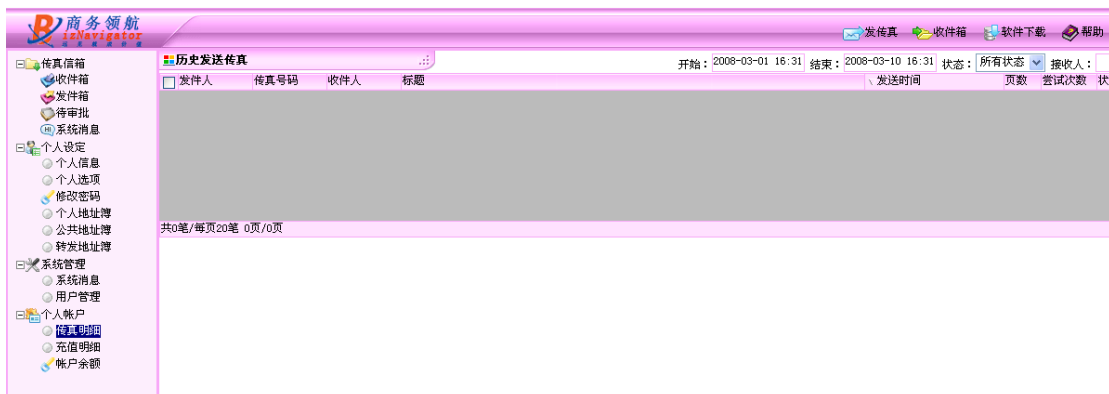 商务领航
izNavigator
发传真 收件箱 软件下载 帮助
传真信箱
收件箱
发件箱
待审批
系统消息
个人设定
个人信息
个人选项
修改密码
个人地址簿
公共地址簿
转发地址簿
系统管理
系统消息
用户管理
个人帐户
传真明细
充值明细
帐户余额
历史发送传真
开始：2008-03-01 16:31 结束：2008-03-10 16:31 状态：所有状态 接收人：
发件人 传真号码 收件人 标题 发送时间 页数 尝试次数 状
共0笔/每页20笔 0页/0页